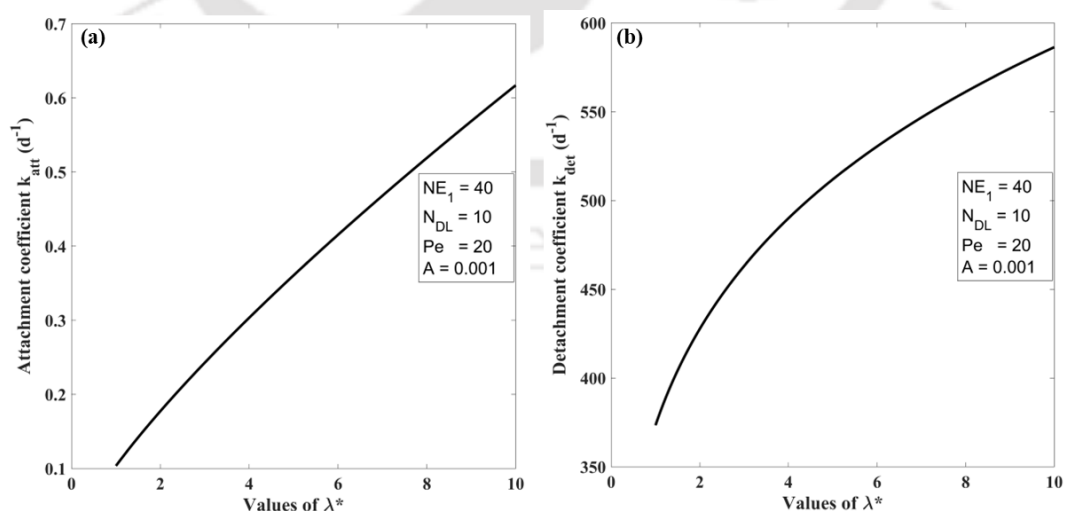 (a)
0.7
0.6
0.5
0.4
0.3
0.2
0.1
Attachment coefficient k_att (d^-1)
NE_1 = 40
N_DL = 10
Pe = 20
A = 0.001
0 2 4 6 8 10
Values of λ*
(b)
600
550
500
450
400
350
Detachment coefficient k_det (d^-1)
NE_1 = 40
N_DL = 10
Pe = 20
A = 0.001
0 2 4 6 8 10
Values of λ*